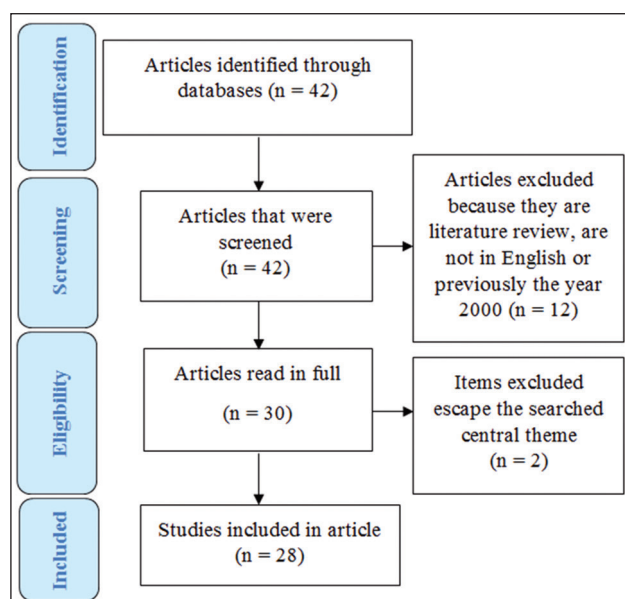 Identification
Articles identified through
databases (n = 42)
Screening
Articles that were
screened
(n = 42)
Articles excluded
because they are
literature review, are
not in English or
previously the year
2000 (n = 12)
Eligibility
Articles read in full
(n = 30)
Items excluded
escape the searched
central theme
(n = 2)
Included
Studies included in article
(n = 28)